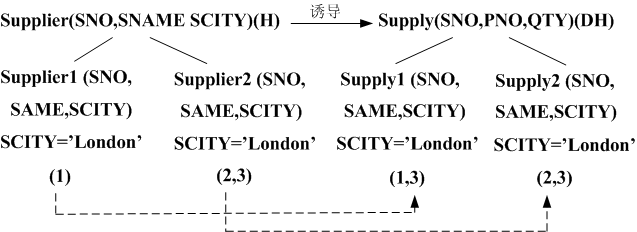 Supplier(SNO,SNAME SCITY)(H) 诱导 Supply(SNO,PNO,QTY)(DH)
Supplier1 (SNO, Supplier2 (SNO, Supply1 (SNO, Supply2 (SNO,
SAME,SCITY) SAME,SCITY) SAME,SCITY) SAME,SCITY)
SCITY='London' SCITY='London' SCITY='London' SCITY='London'
(1) (2,3) (1,3) (2,3)